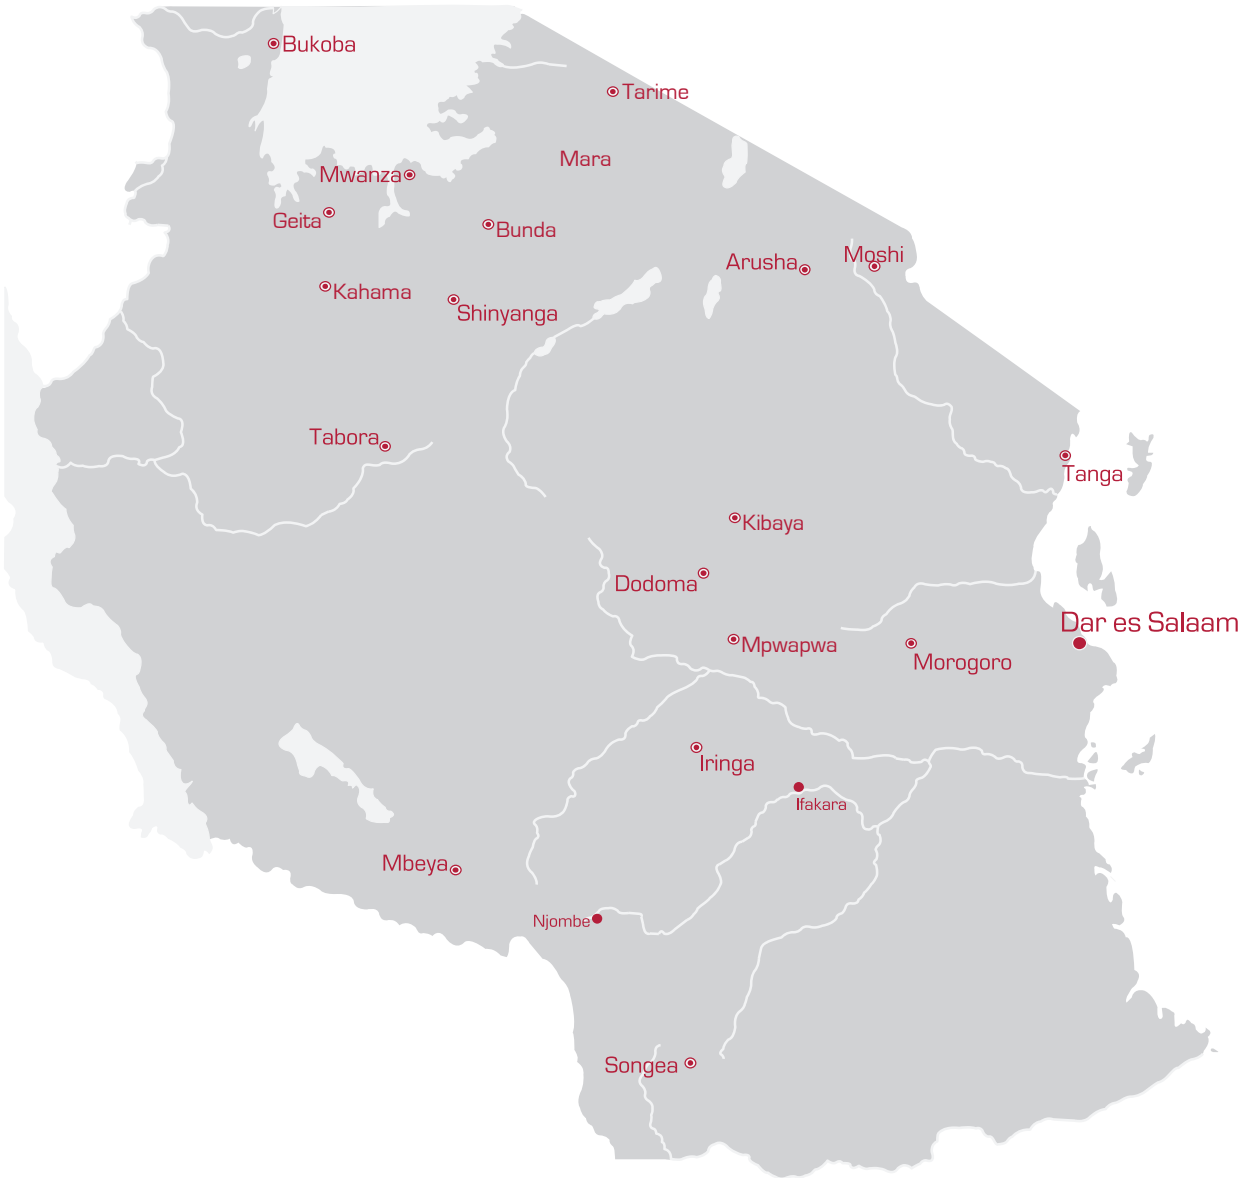 Bukoba
Tarime
Mara
Mwanza
Geita
Bunda
Moshi
Arusha
Kahama
Shinyanga
Tabora
Tanga
Kibaya
Dodoma
Dar es Salaam
Mpwapwa
Morogoro
Iringa
Ifakara
Mbeya
Njombe
Songea